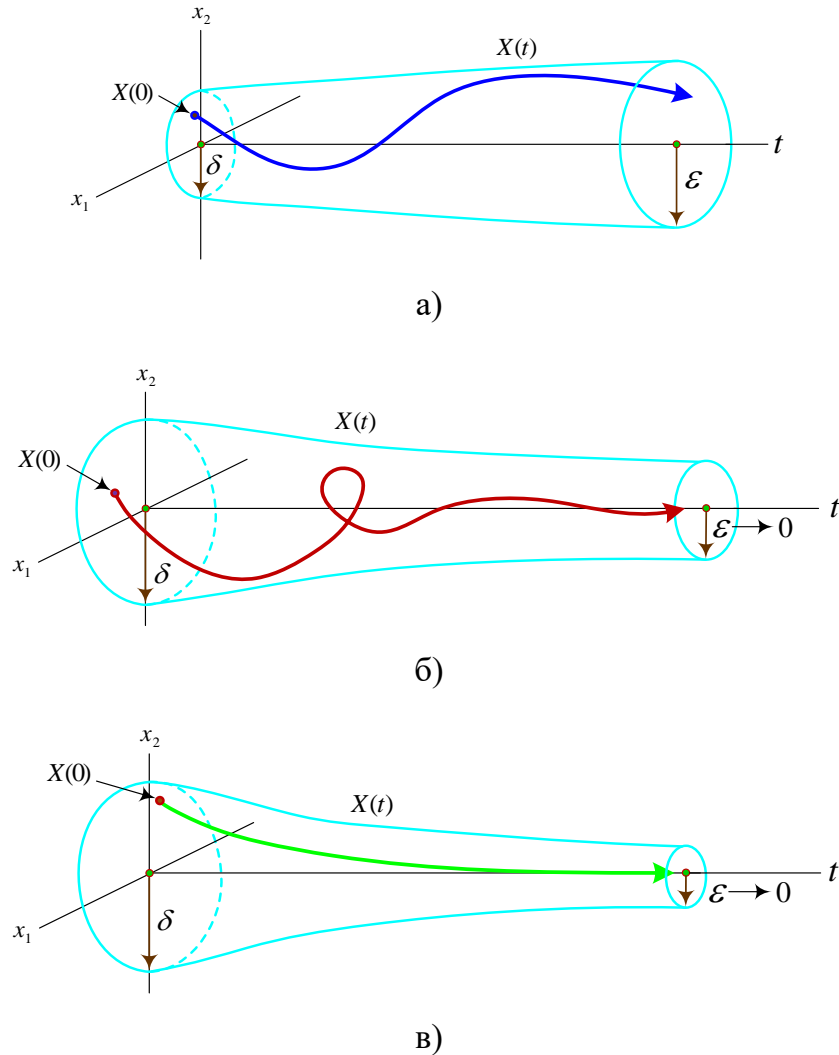 x₂
X(t)
X(0)
t
δ
ε
x₁
а)
x₂
X(t)
X(0)
t
ε → 0
x₁
δ
б)
x₂
X(0)
X(t)
t
ε → 0
δ
x₁
в)